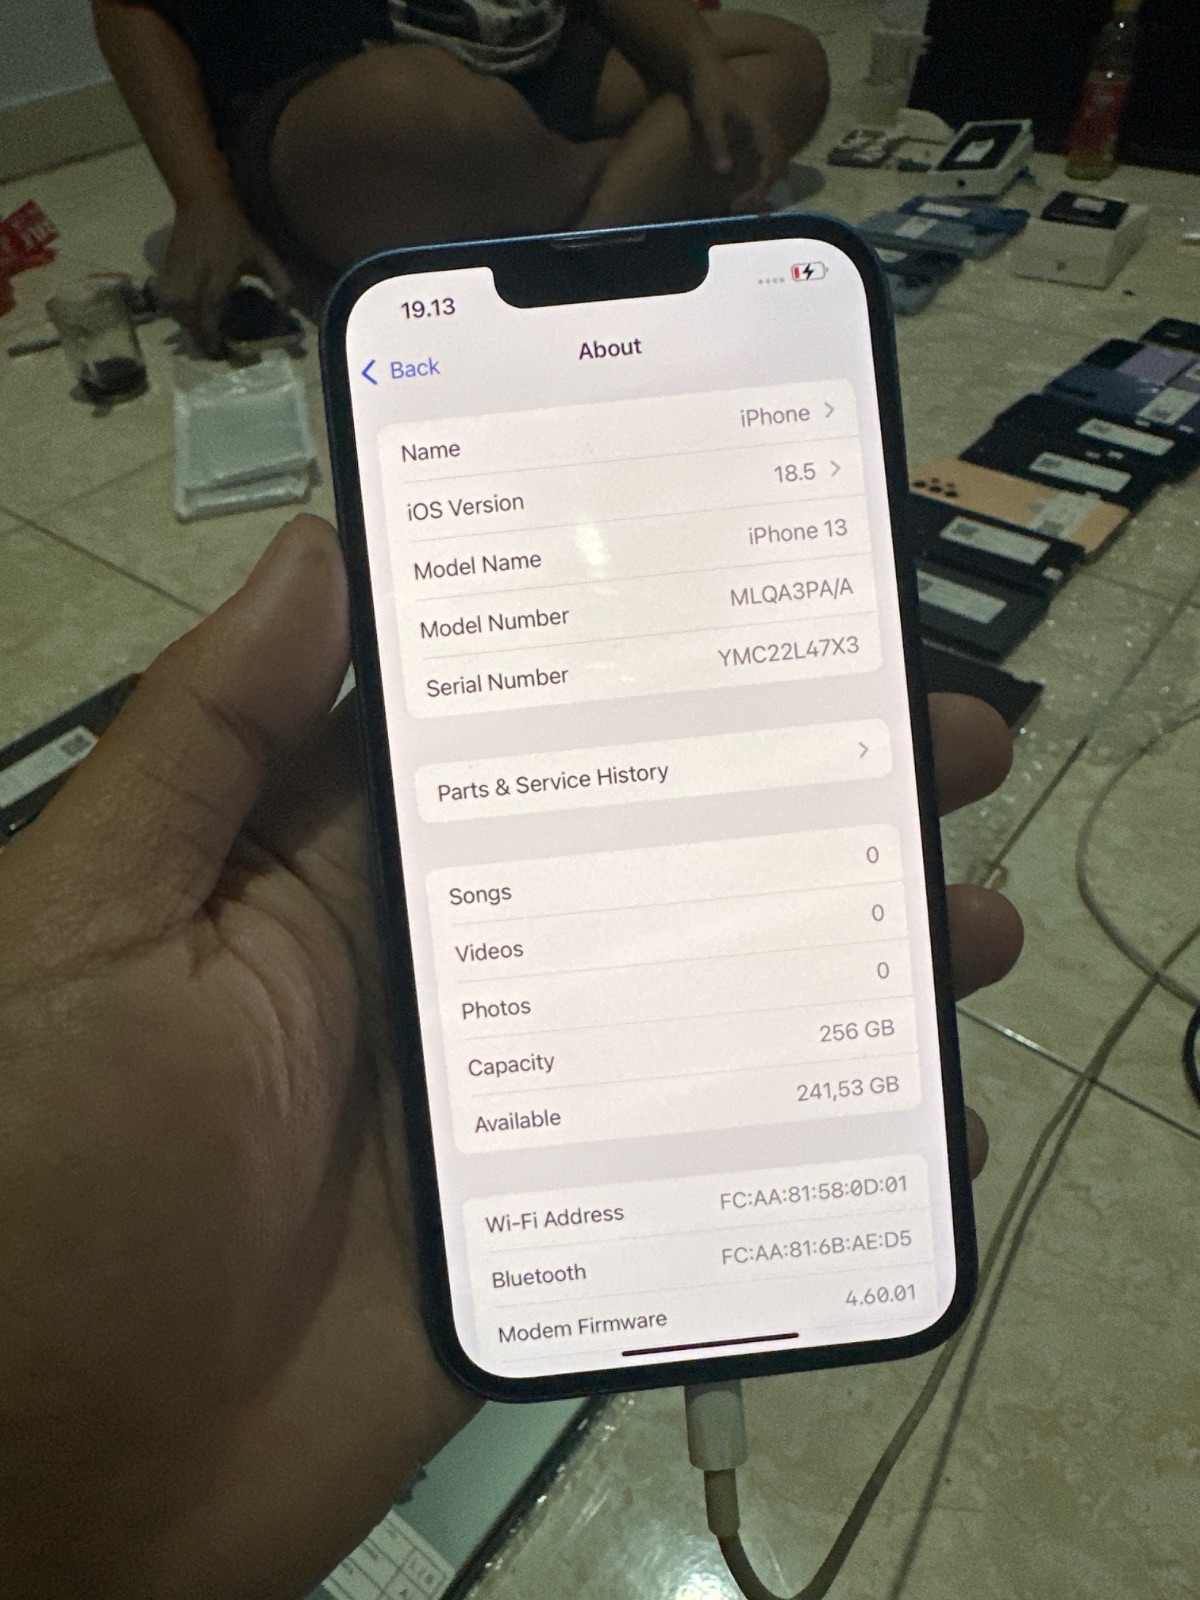 19.13
Back
About
Name iPhone
iOS Version 18.5
Model Name iPhone 13
Model Number MLQA3PA/A
Serial Number YMC22L47X3
Parts & Service History
Songs 0
Videos 0
Photos 0
Capacity 256 GB
Available 241,53 GB
Wi-Fi Address FC:AA:81:58:0D:01
Bluetooth FC:AA:81:6B:AE:D5
Modem Firmware 4.60.01